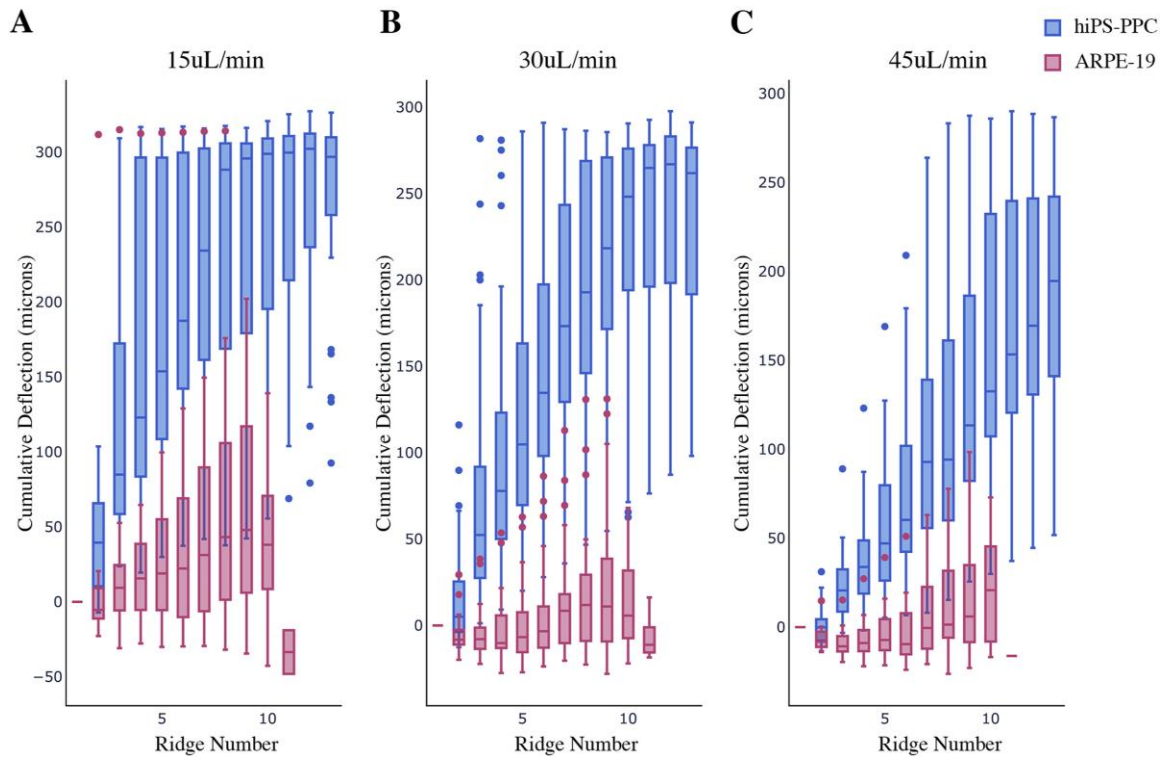 A
B
C
hiPS-PPC
ARPE-19
15uL/min
30uL/min
45uL/min
Cumulative Deflection (microns)
300
250
200
150
100
50
0
−50
5
10
Ridge Number
Cumulative Deflection (microns)
300
250
200
150
100
50
0
5
10
Ridge Number
Cumulative Deflection (microns)
300
250
200
150
100
50
0
5
10
Ridge Number